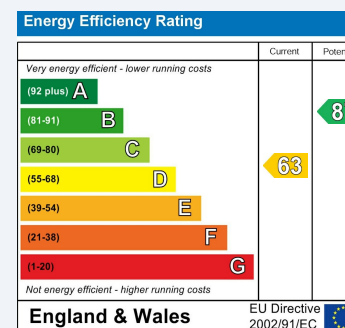 Energy Efficiency Rating
Current
Very energy efficient - lower running costs
(92 plus) A
(81-91) B
(69-80) C
(55-68) D
63
(39-54) E
(21-38) F
(1-20) G
Not energy efficient - higher running costs
England & Wales
EU Directive
2002/91/EC